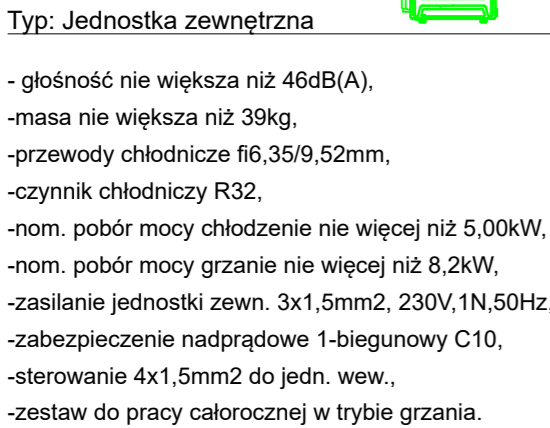 Typ: Jednostka zewnętrzna
- głośność nie większa niż 46dB(A),
-masa nie większa niż 39kg,
-przewody chłodnicze fi6,35/9,52mm,
-czynnik chłodniczy R32,
-nom. pobór mocy chłodzenie nie więcej niż 5,00kW,
-nom. pobór mocy grzanie nie więcej niż 8,2kW,
-zasilanie jednostki zewn. 3x1,5mm2, 230V,1N,50Hz,
-zabezpieczenie nadprądowe 1-biegunowy C10,
-sterowanie 4x1,5mm2 do jedn. wew.,
-zestaw do pracy całorocznej w trybie grzania.